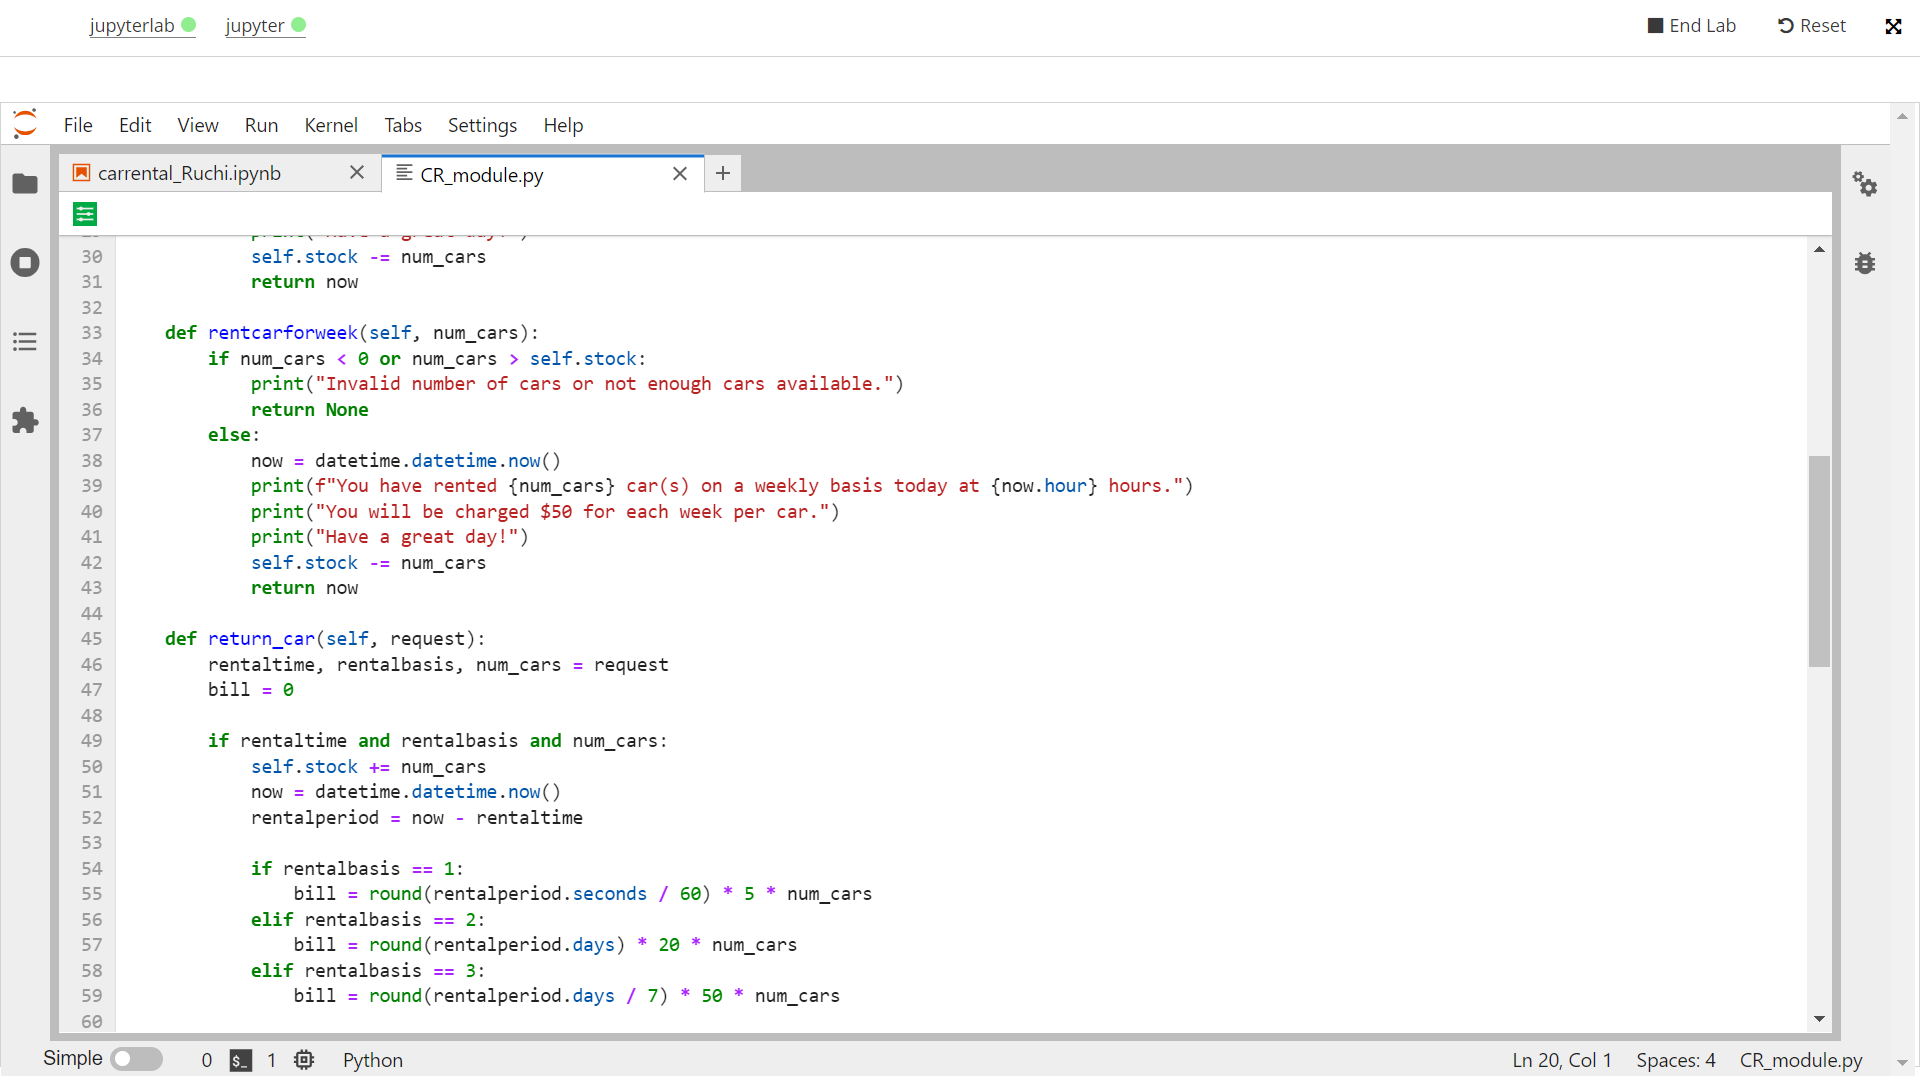 jupyterlab jupyter End Lab Reset
File Edit View Run Kernel Tabs Settings Help
carrental_Ruchi.ipynb CR_module.py
30             self.stock -= num_cars
31             return now
32
33     def rentcarforweek(self, num_cars):
34         if num_cars < 0 or num_cars > self.stock:
35             print("Invalid number of cars or not enough cars available.")
36             return None
37         else:
38             now = datetime.datetime.now()
39             print(f"You have rented {num_cars} car(s) on a weekly basis today at {now.hour} hours.")
40             print("You will be charged $50 for each week per car.")
41             print("Have a great day!")
42             self.stock -= num_cars
43             return now
44
45     def return_car(self, request):
46         rentaltime, rentalbasis, num_cars = request
47         bill = 0
48
49         if rentaltime and rentalbasis and num_cars:
50             self.stock += num_cars
51             now = datetime.datetime.now()
52             rentalperiod = now - rentaltime
53
54             if rentalbasis == 1:
55                 bill = round(rentalperiod.seconds / 60) * 5 * num_cars
56             elif rentalbasis == 2:
57                 bill = round(rentalperiod.days) * 20 * num_cars
58             elif rentalbasis == 3:
59                 bill = round(rentalperiod.days / 7) * 50 * num_cars
60
Simple 0 $_ 1 Python Ln 20, Col 1 Spaces: 4 CR_module.py